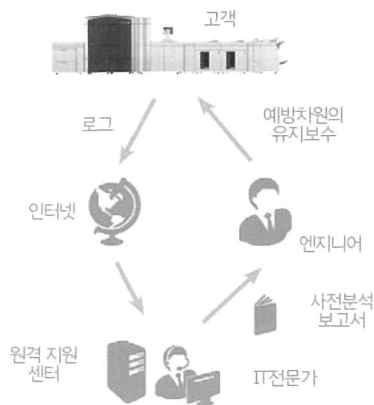 고객
로그
예방차원의
유지보수
인터넷
엔지니어
사전분석
보고서
원격 지원
센터
IT전문가